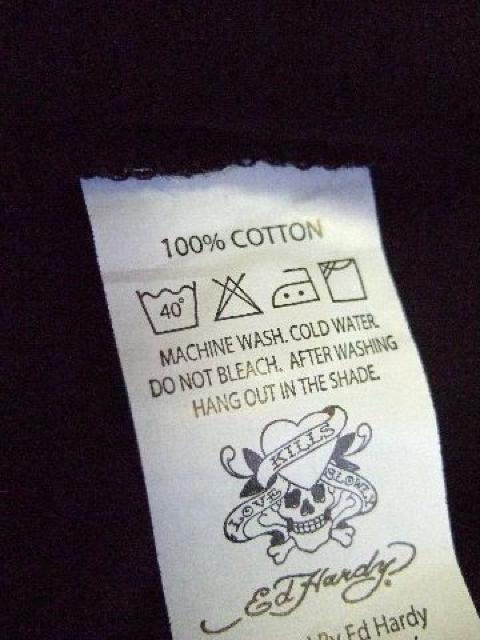 100% COTTON
40°
MACHINE WASH. COLD WATER.
DO NOT BLEACH. AFTER WASHING
HANG OUT IN THE SHADE.
KILLS
LOVE SLOWLY
Ed Hardy
By Ed Hardy